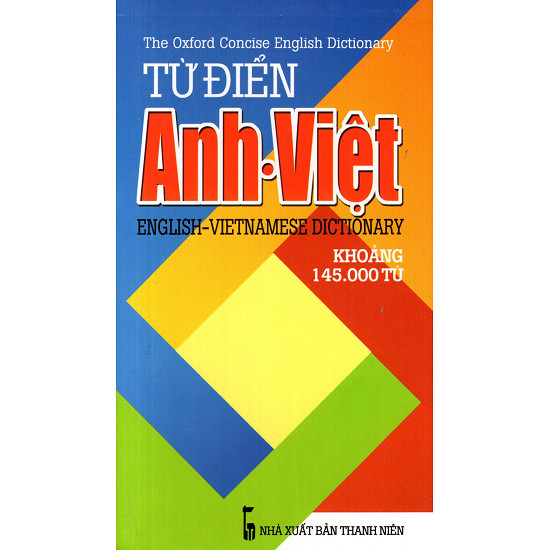 The Oxford Concise English Dictionary
TỪ ĐIỂN
Anh·Việt
ENGLISH-VIETNAMESE DICTIONARY
KHOẢNG
145.000 TỪ
NHÀ XUẤT BẢN THANH NIÊN